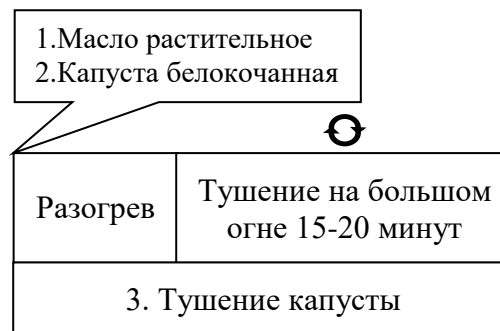 1.Масло растительное
2.Капуста белокочанная
Разогрев
Тушение на большом
огне 15-20 минут
3. Тушение капусты